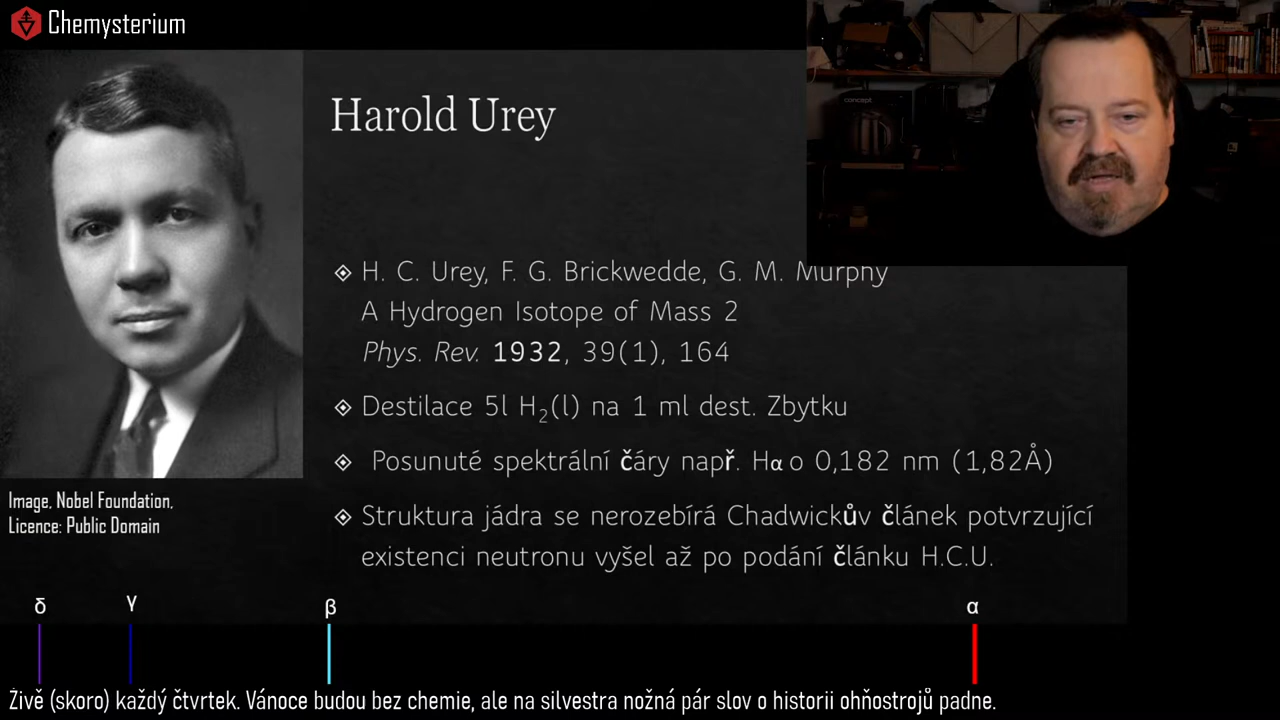 Chemysterium
Harold Urey
concept
H. C. Urey, F. G. Brickwedde, G. M. Murphy
A Hydrogen Isotope of Mass 2
Phys. Rev. 1932, 39(1), 164
Destilace 5l H₂(l) na 1 ml dest. Zbytku
Posunuté spektrální čáry např. Hα o 0,182 nm (1,82Å)
Struktura jádra se nerozebírá Chadwickův článek potvrzující
existenci neutronu vyšel až po podání článku H.C.U.
Image, Nobel Foundation,
Licence: Public Domain
δ γ β α
Živě (skoro) každý čtvrtek. Vánoce budou bez chemie, ale na silvestra nožná pár slov o historii ohňostrojů padne.